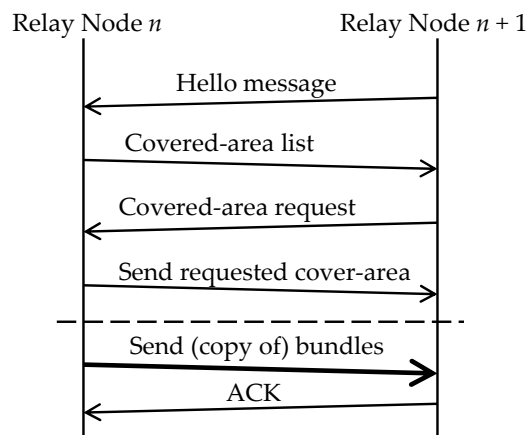 Relay Node n
Relay Node n + 1
Hello message
Covered-area list
Covered-area request
Send requested cover-area
Send (copy of) bundles
ACK